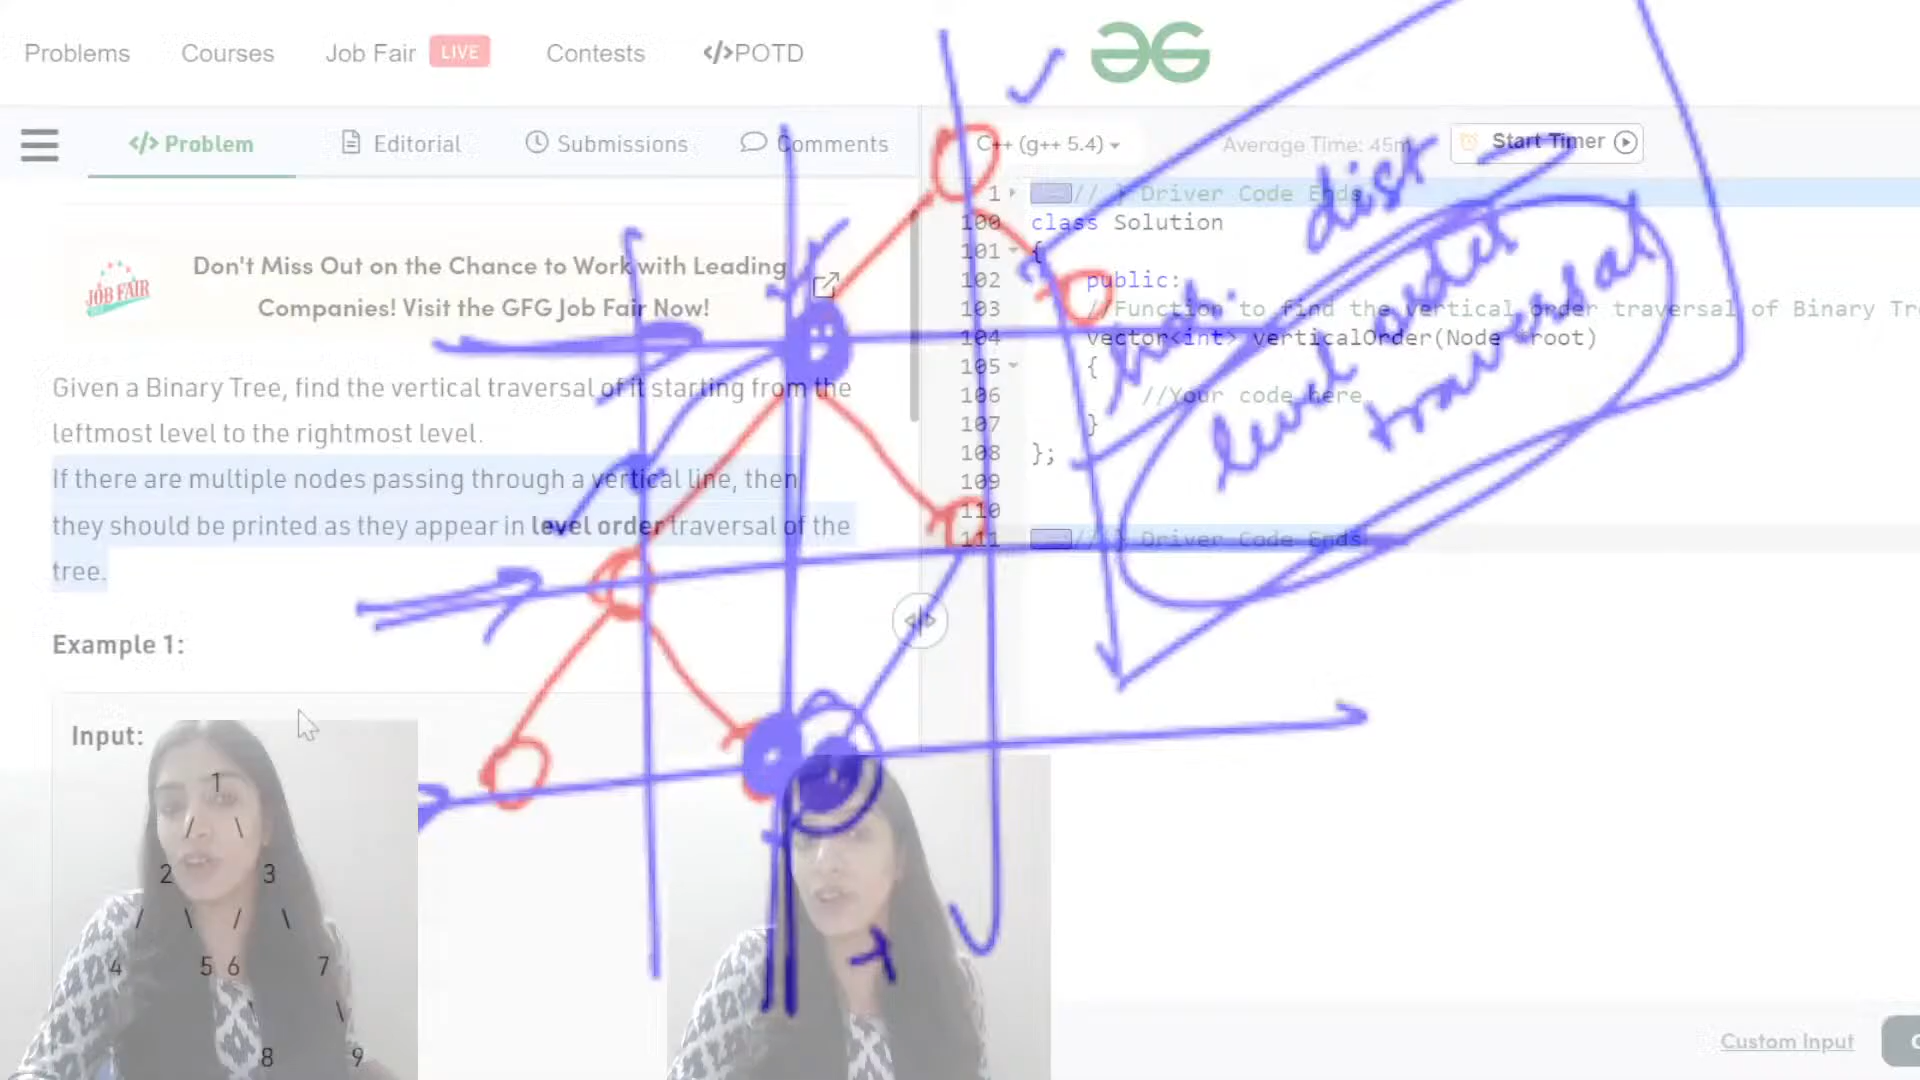 Problems Courses Job Fair LIVE Contests </>POTD
</> Problem Editorial Submissions Comments
C++ (g++ 5.4) Average Time: 45m Start Timer
Don't Miss Out on the Chance to Work with Leading
Companies! Visit the GFG Job Fair Now!
JOB FAIR
Given a Binary Tree, find the vertical traversal of it starting from the
leftmost level to the rightmost level.
If there are multiple nodes passing through a vertical line, then
they should be printed as they appear in level order traversal of the
tree.
Example 1:
Input:
1
/ \
2 3
/ \ / \
4 5 6 7
\ \
8 9
1 // } Driver Code Ends
100 class Solution
101 {
102 public:
103 //Function to find the vertical order traversal of Binary Tr
104 vector<int> verticalOrder(Node *root)
105 {
106 //Your code here
107 }
108 };
109
110
111 // } Driver Code Ends
hor. dist
level order
traversal
Custom Input